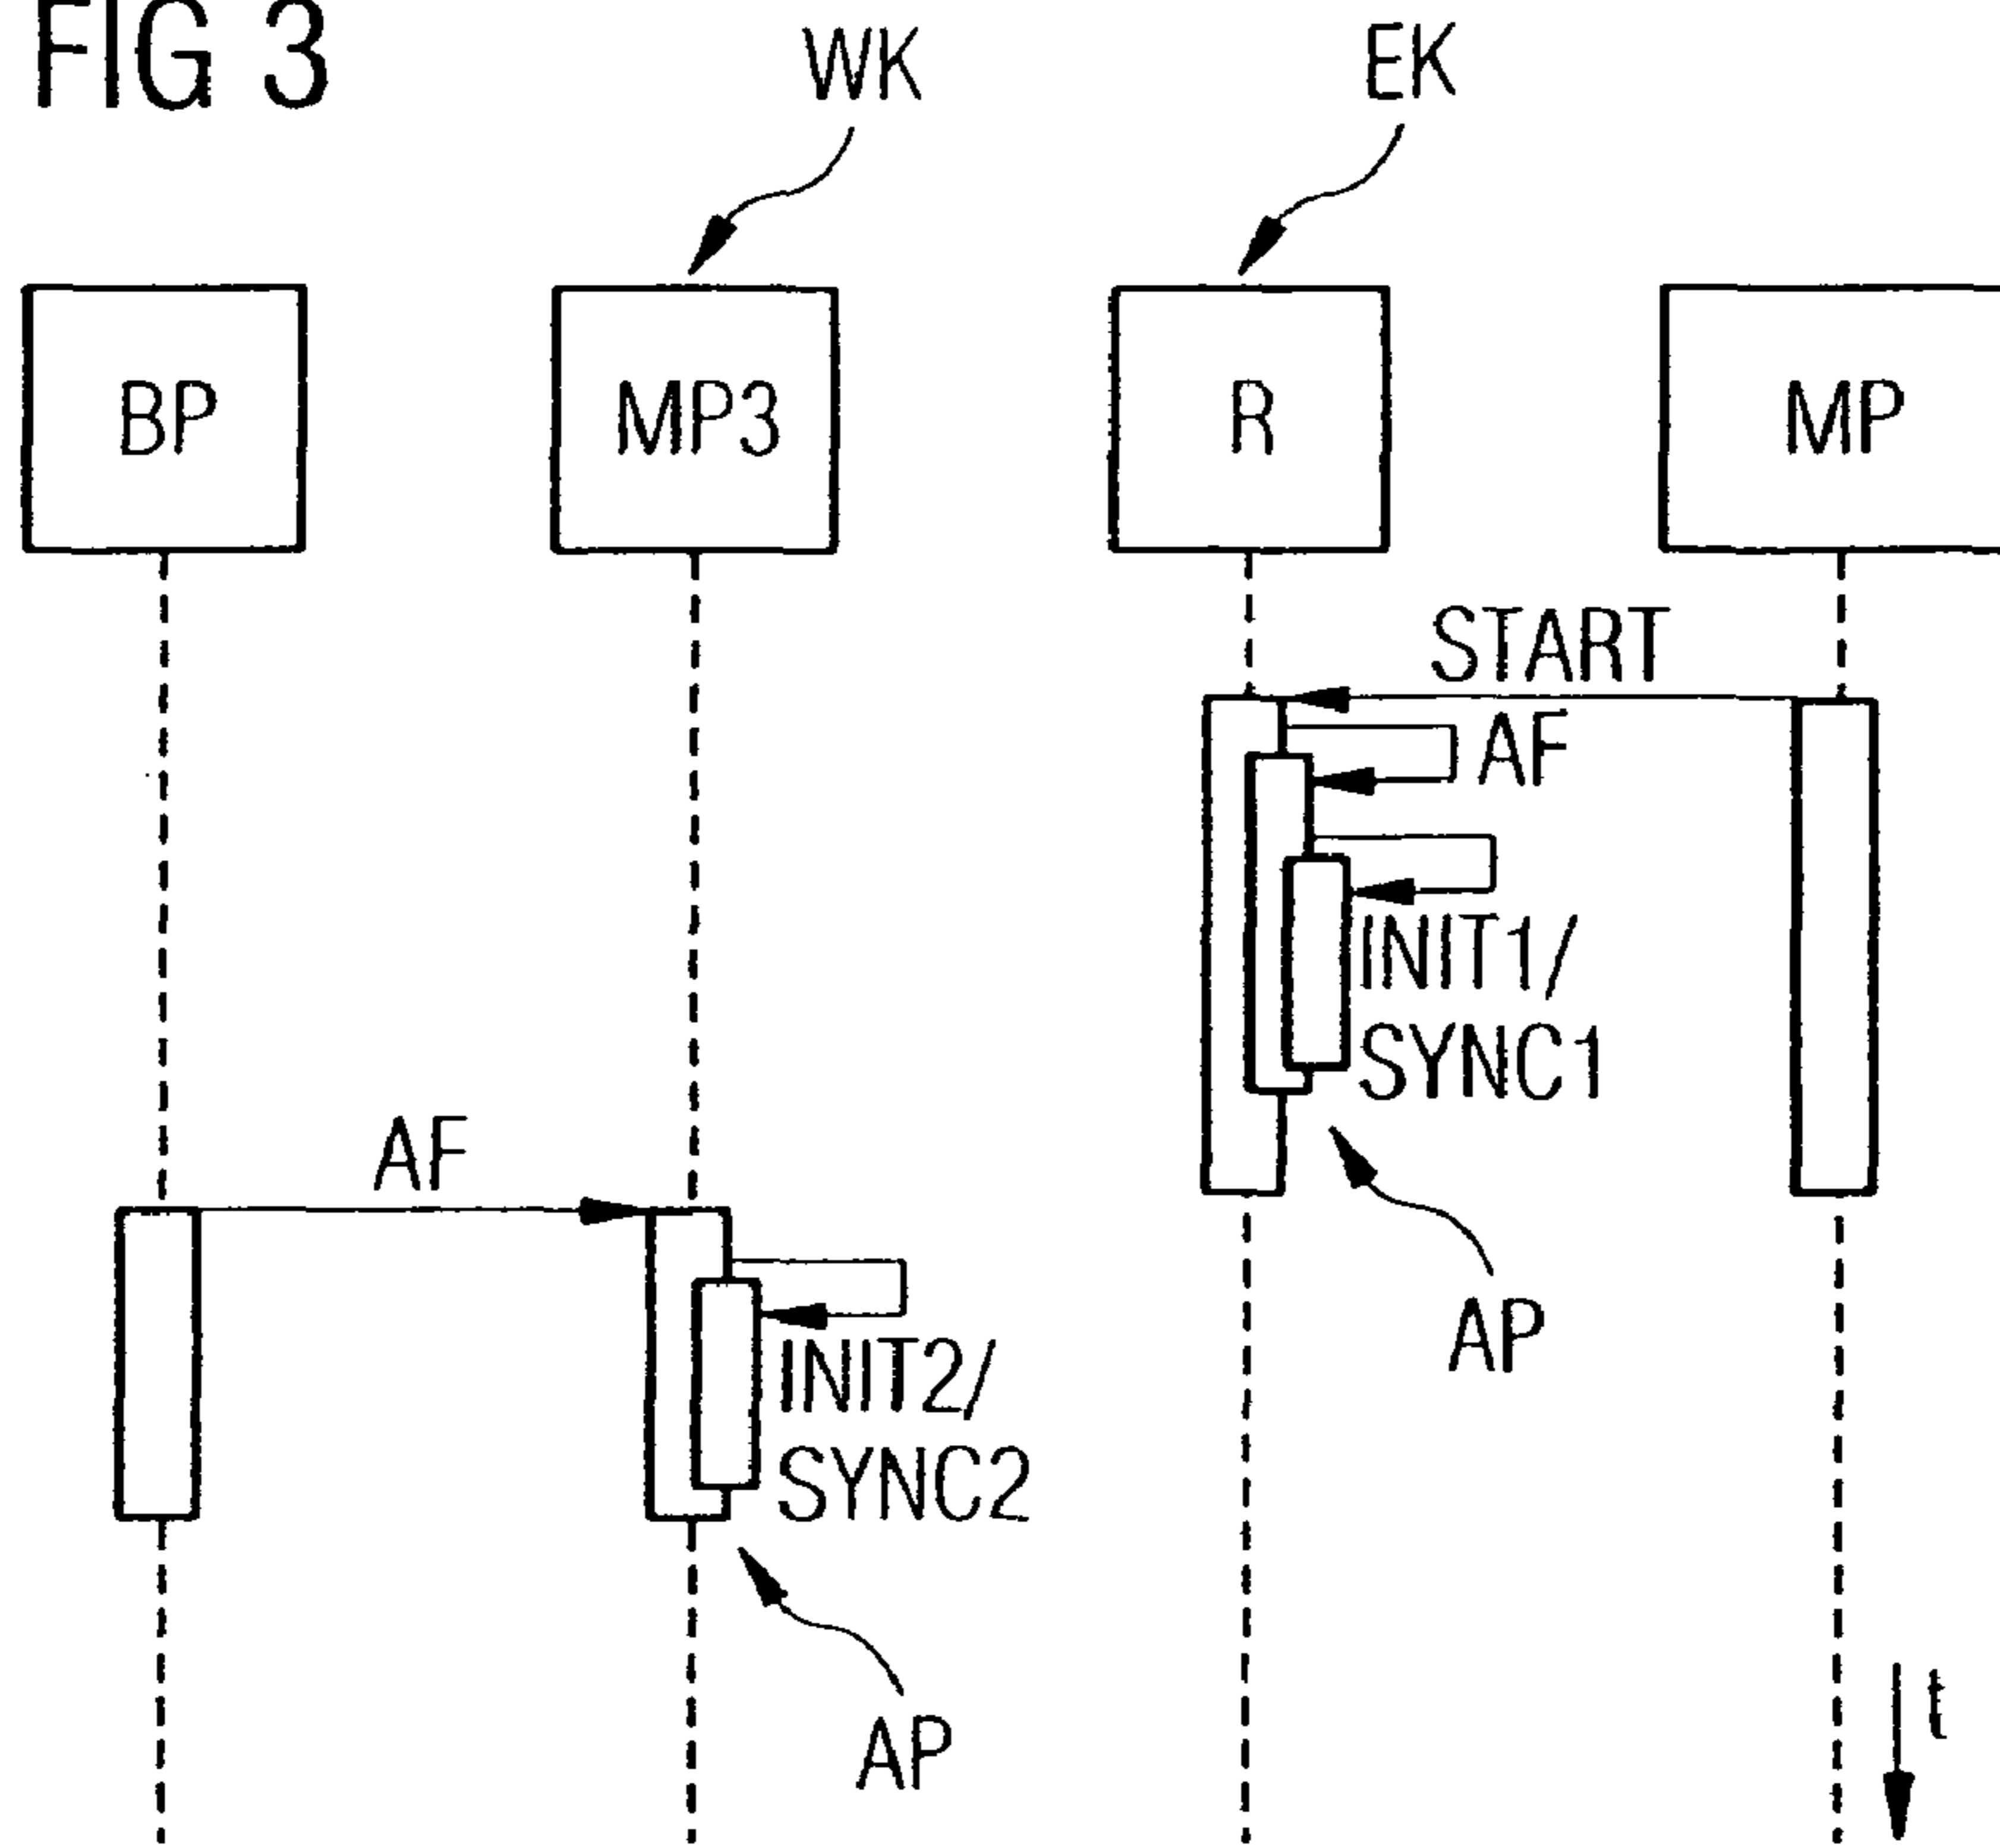 FIG 3
WK
EK
BP
MP3
R
MP
START
AF
INIT1/
SYNC1
AF
AP
INIT2/
SYNC2
AP
t